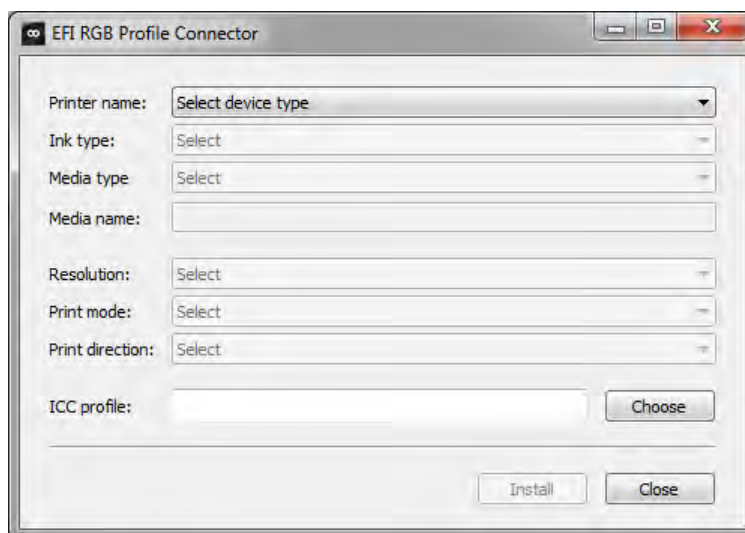 EFI RGB Profile Connector
Printer name: Select device type
Ink type: Select
Media type Select
Media name:
Resolution: Select
Print mode: Select
Print direction: Select
ICC profile: Choose
Install Close